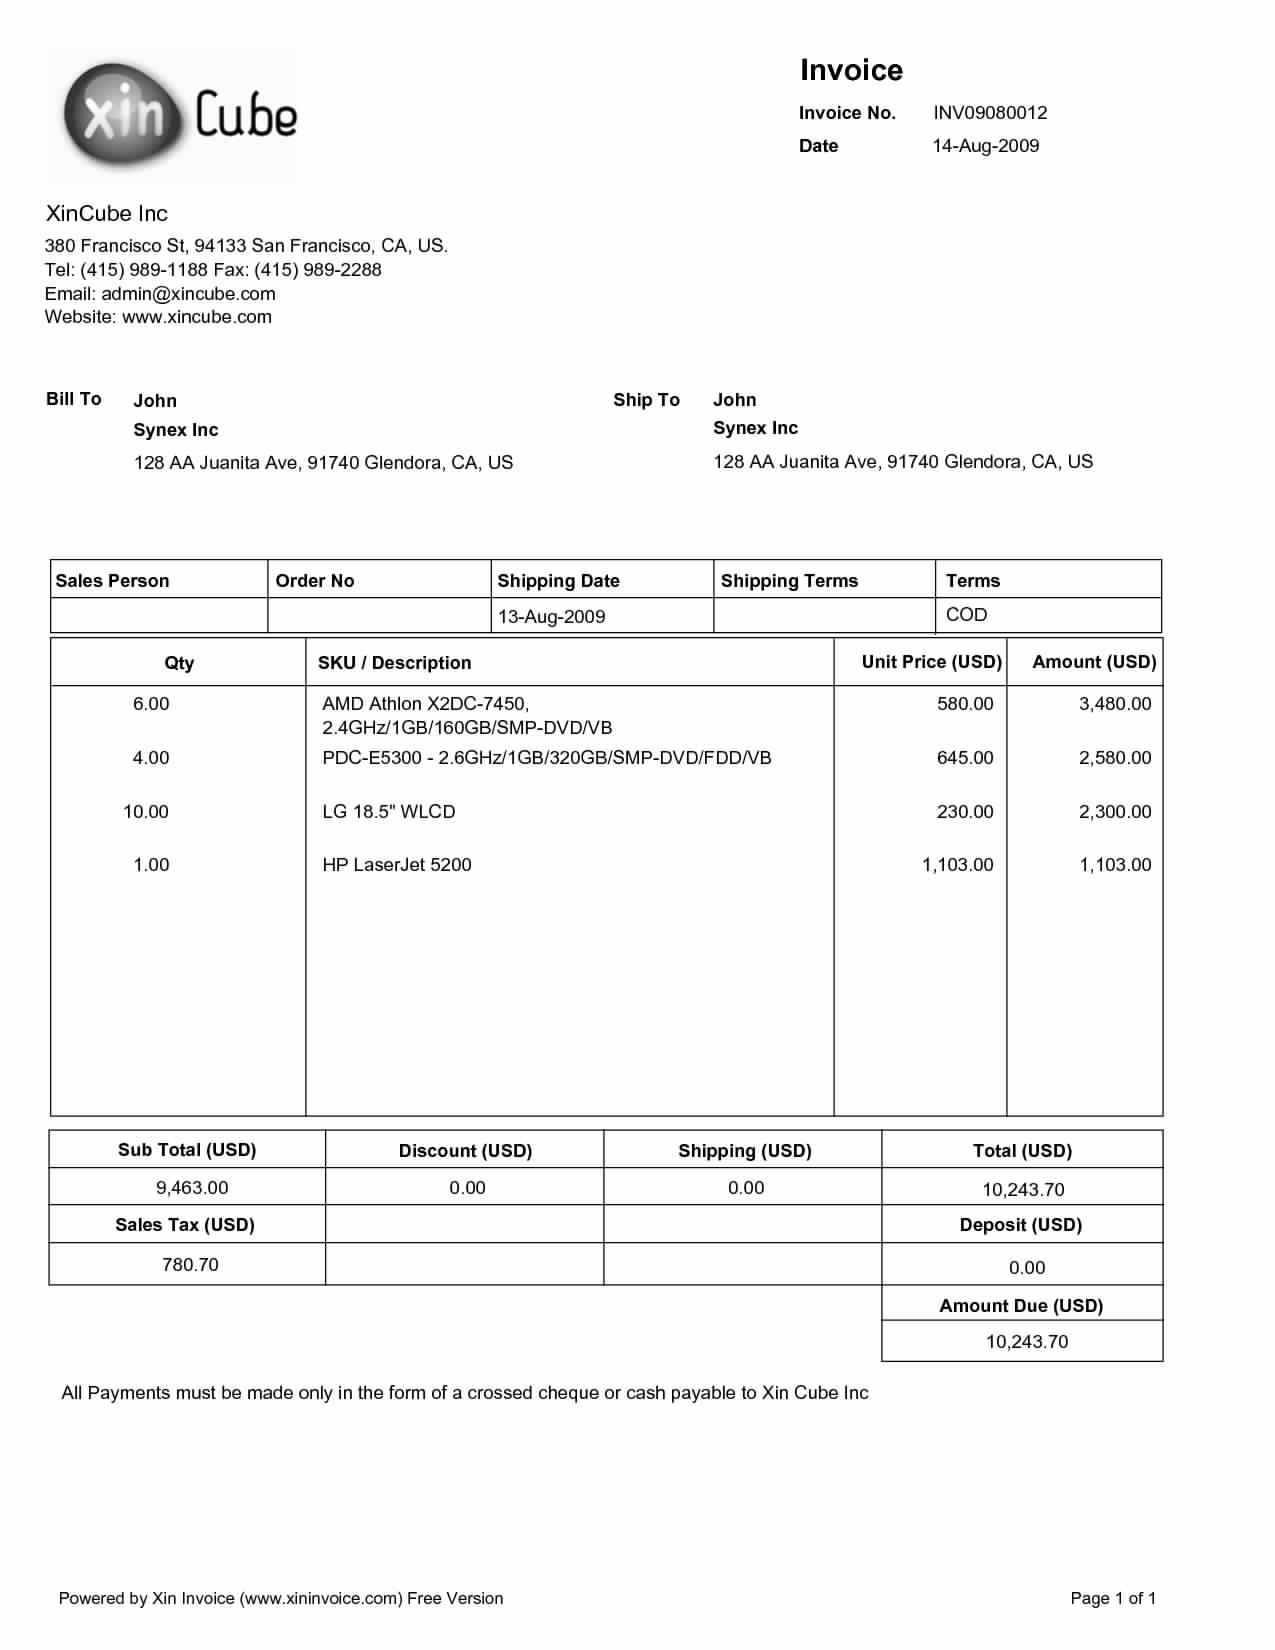 xin Cube
Invoice
Invoice No. INV09080012
Date 14-Aug-2009
XinCube Inc
380 Francisco St, 94133 San Francisco, CA, US.
Tel: (415) 989-1188 Fax: (415) 989-2288
Email: admin@xincube.com
Website: www.xincube.com
Bill To John Ship To John
Synex Inc Synex Inc
128 AA Juanita Ave, 91740 Glendora, CA, US 128 AA Juanita Ave, 91740 Glendora, CA, US
Sales Person Order No Shipping Date Shipping Terms Terms
13-Aug-2009 COD
Qty SKU / Description Unit Price (USD) Amount (USD)
6.00 AMD Athlon X2DC-7450, 580.00 3,480.00
2.4GHz/1GB/160GB/SMP-DVD/VB
4.00 PDC-E5300 - 2.6GHz/1GB/320GB/SMP-DVD/FDD/VB 645.00 2,580.00
10.00 LG 18.5" WLCD 230.00 2,300.00
1.00 HP LaserJet 5200 1,103.00 1,103.00
Sub Total (USD) Discount (USD) Shipping (USD) Total (USD)
9,463.00 0.00 0.00 10,243.70
Sales Tax (USD) Deposit (USD)
780.70 0.00
Amount Due (USD)
10,243.70
All Payments must be made only in the form of a crossed cheque or cash payable to Xin Cube Inc
Powered by Xin Invoice (www.xininvoice.com) Free Version Page 1 of 1